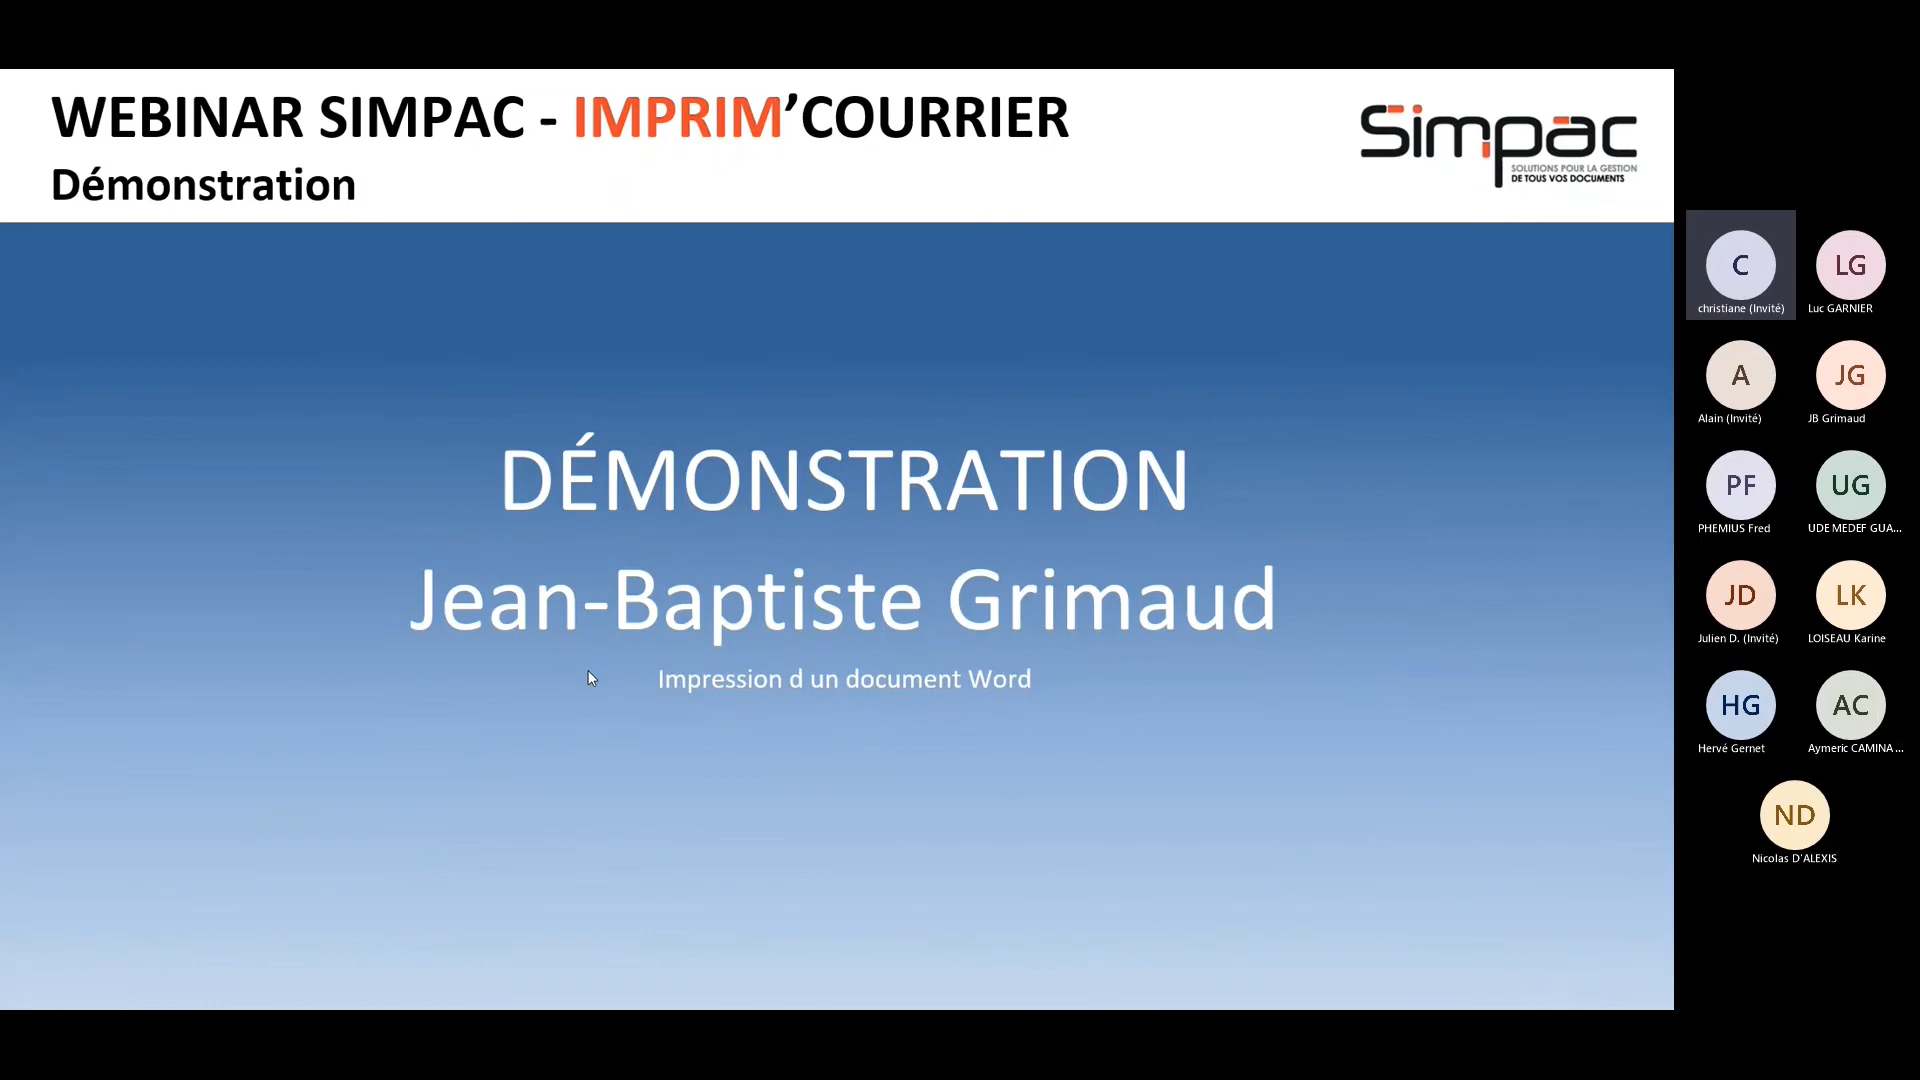 WEBINAR SIMPAC - IMPRIM’COURRIER
Démonstration
Simpac
SOLUTIONS POUR LA GESTION
DE TOUS VOS DOCUMENTS
DÉMONSTRATION
Jean-Baptiste Grimaud
Impression d un document Word
C
christiane (Invité)
LG
Luc GARNIER
A
Alain (Invité)
JG
JB Grimaud
PF
PHEMIUS Fred
UG
UDE MEDEF GUA...
JD
Julien D. (Invité)
LK
LOISEAU Karine
HG
Hervé Gernet
AC
Aymeric CAMINA ...
ND
Nicolas D'ALEXIS